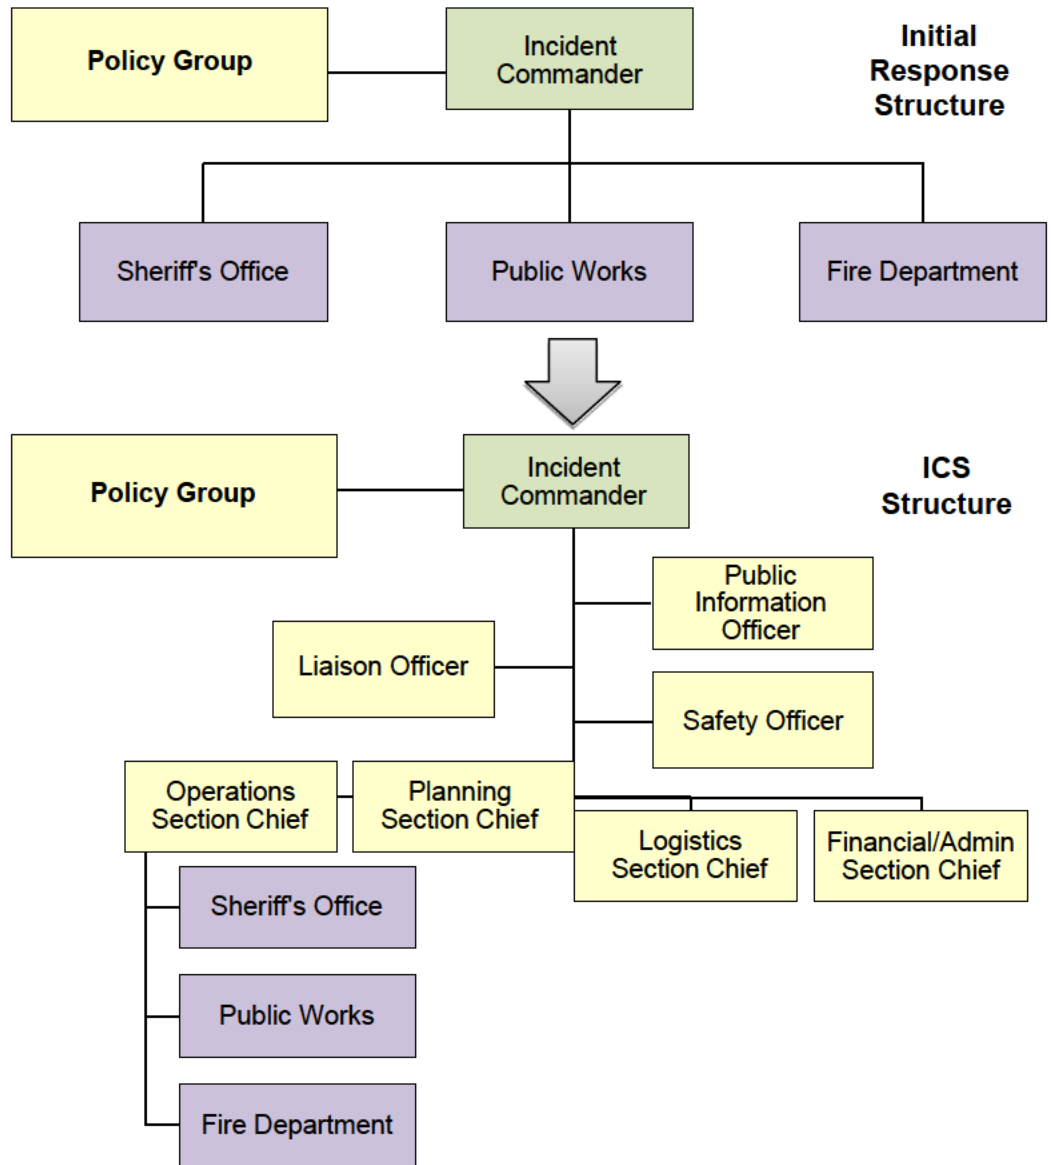 Policy Group
Incident
Commander
Initial
Response
Structure
Sheriff's Office
Public Works
Fire Department
Policy Group
Incident
Commander
ICS
Structure
Public
Information
Officer
Liaison Officer
Safety Officer
Operations
Section Chief
Planning
Section Chief
Logistics
Section Chief
Financial/Admin
Section Chief
Sheriff's Office
Public Works
Fire Department